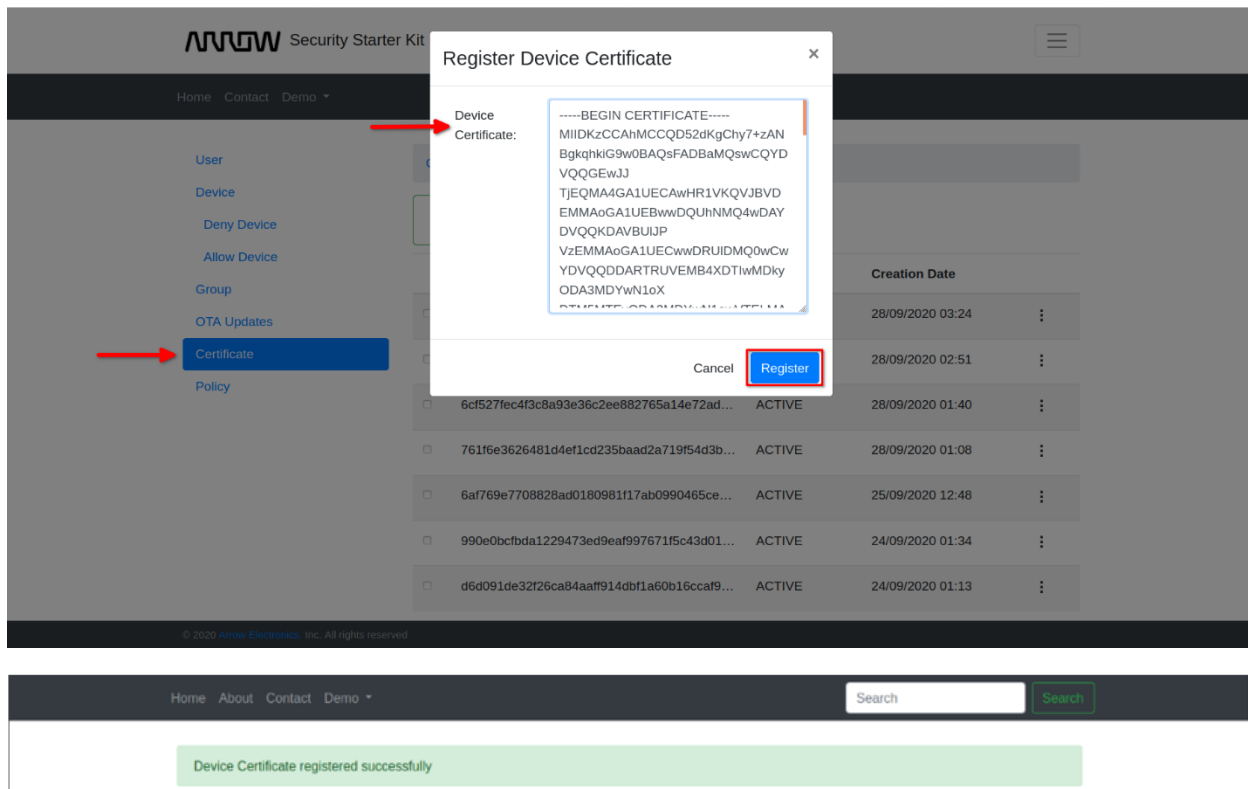 ARROW Security Starter Kit
Register Device Certificate ×
Home Contact Demo
Device Certificate:
-----BEGIN CERTIFICATE-----
MIIDKzCCAhMCCQD52dKgChy7+zAN
BgkqhkiG9w0BAQsFADBaMQswCQYD
VQQGEwJJ
TjEQMA4GA1UECAwHR1VKQVJBVD
EMMAoGA1UEBwwDQUhNMQ4wDAY
DVQQKDAVBUlJP
VzEMMAoGA1UECwwDRUlDMQ0wCw
YDVQQDDARTRUVEMB4XDTIwMDky
ODA3MDYwN1oX
Cancel Register
User
Device
Deny Device
Allow Device
Group
OTA Updates
Certificate
Policy
Creation Date
28/09/2020 03:24
28/09/2020 02:51
6cf527fec4f3c8a93e36c2ee882765a14e72ad... ACTIVE 28/09/2020 01:40
761f6e3626481d4ef1cd235baad2a719f54d3b... ACTIVE 28/09/2020 01:08
6af769e7708828ad0180981f17ab0990465ce... ACTIVE 25/09/2020 12:48
990e0bcfbda1229473ed9eaf997671f5c43d01... ACTIVE 24/09/2020 01:34
d6d091de32f26ca84aaff914dbf1a60b16ccaf9... ACTIVE 24/09/2020 01:13
© 2020 Arrow Electronics, Inc. All rights reserved
Home About Contact Demo Search Search
Device Certificate registered successfully